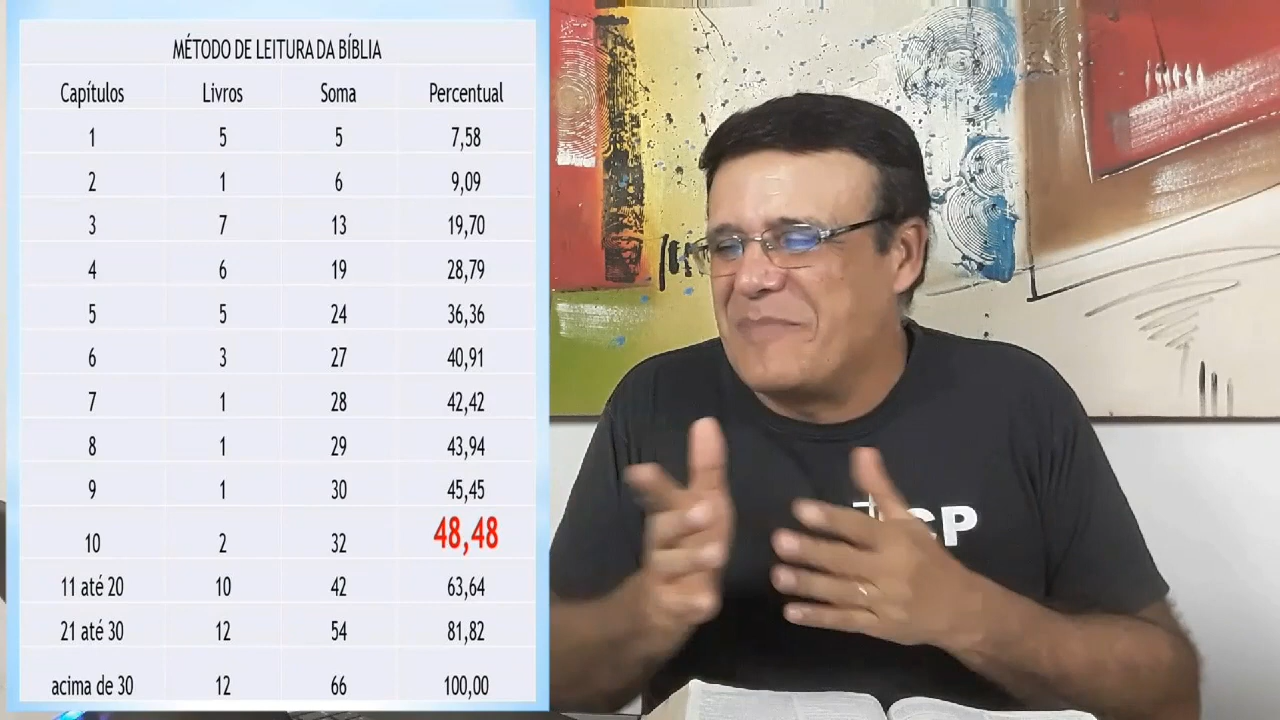 MÉTODO DE LEITURA DA BÍBLIA
Capítulos Livros Soma Percentual
1 5 5 7,58
2 1 6 9,09
3 7 13 19,70
4 6 19 28,79
5 5 24 36,36
6 3 27 40,91
7 1 28 42,42
8 1 29 43,94
9 1 30 45,45
10 2 32 48,48
11 até 20 10 42 63,64
21 até 30 12 54 81,82
acima de 30 12 66 100,00
CP